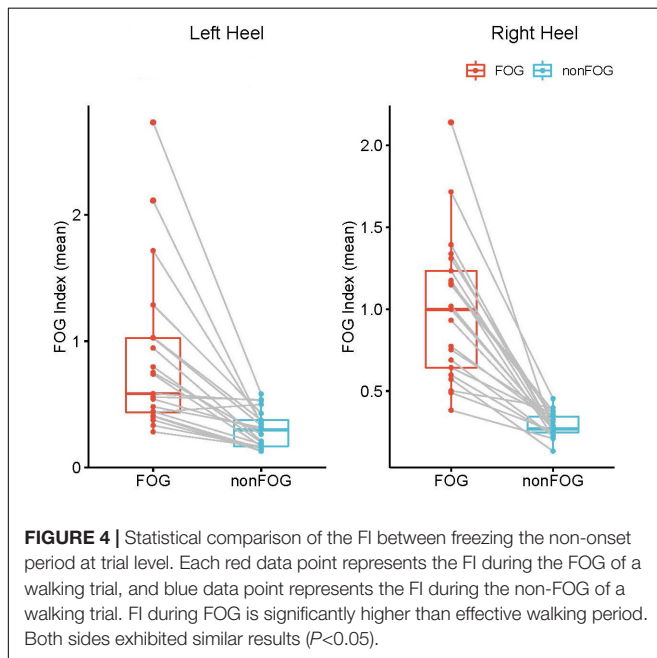 Left Heel
Right Heel
FOG nonFOG
FOG Index (mean)
2
1
0
FOG nonFOG
FOG Index (mean)
2.0
1.5
1.0
0.5
FOG nonFOG
FIGURE 4 | Statistical comparison of the FI between freezing the non-onset
period at trial level. Each red data point represents the FI during the FOG of a
walking trial, and blue data point represents the FI during the non-FOG of a
walking trial. FI during FOG is significantly higher than effective walking period.
Both sides exhibited similar results (P<0.05).